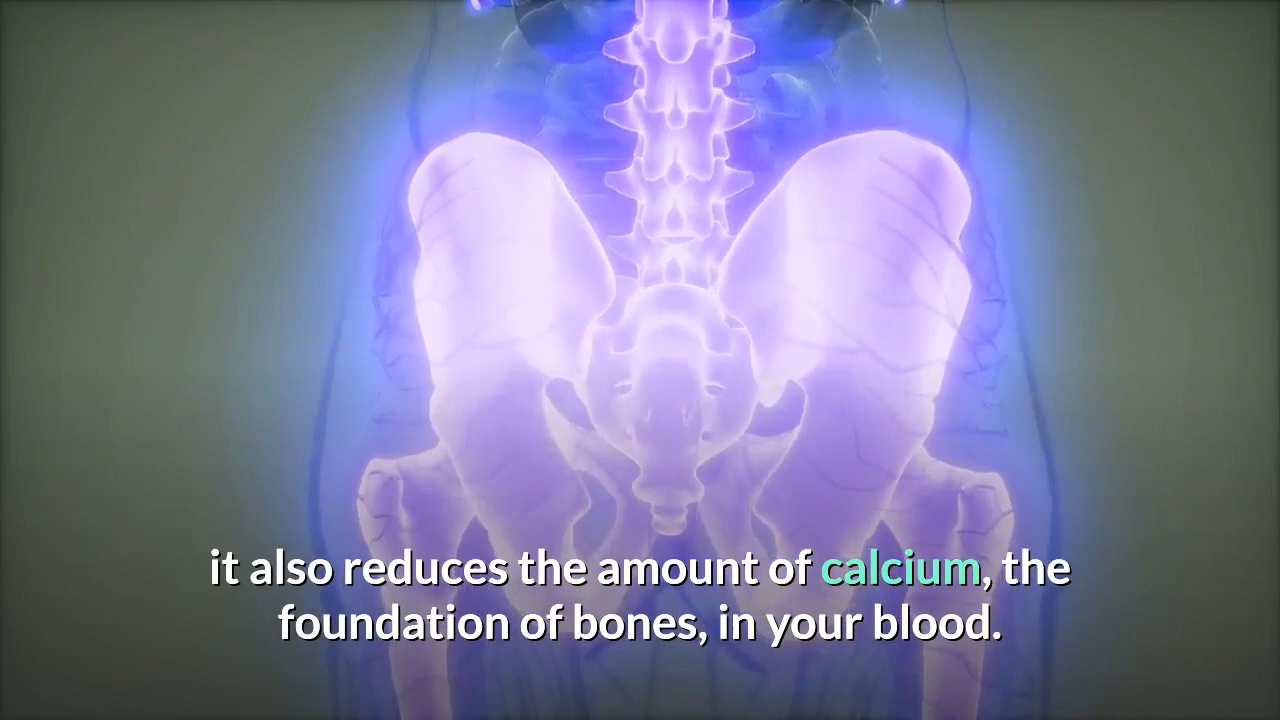 it also reduces the amount of calcium, the
foundation of bones, in your blood.